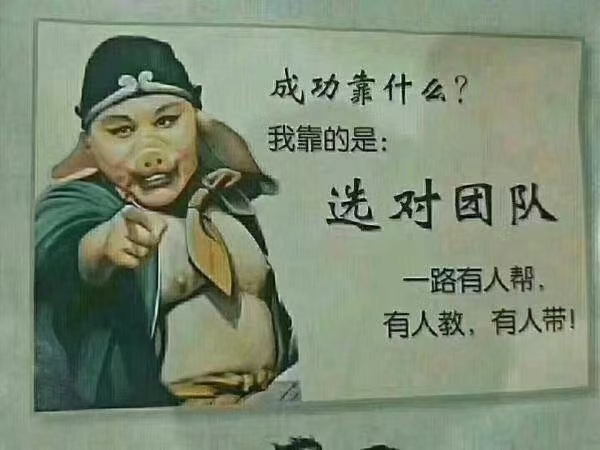 成功靠什么?
我靠的是:
选对团队
一路有人帮,
有人教、有人带!